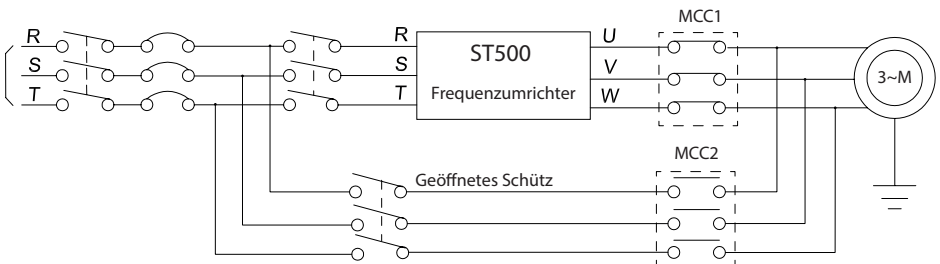 MCC1
R
R
U
S
ST500
S
V
3~M
T
Frequenzumrichter
T
W
MCC2
Geöffnetes Schütz